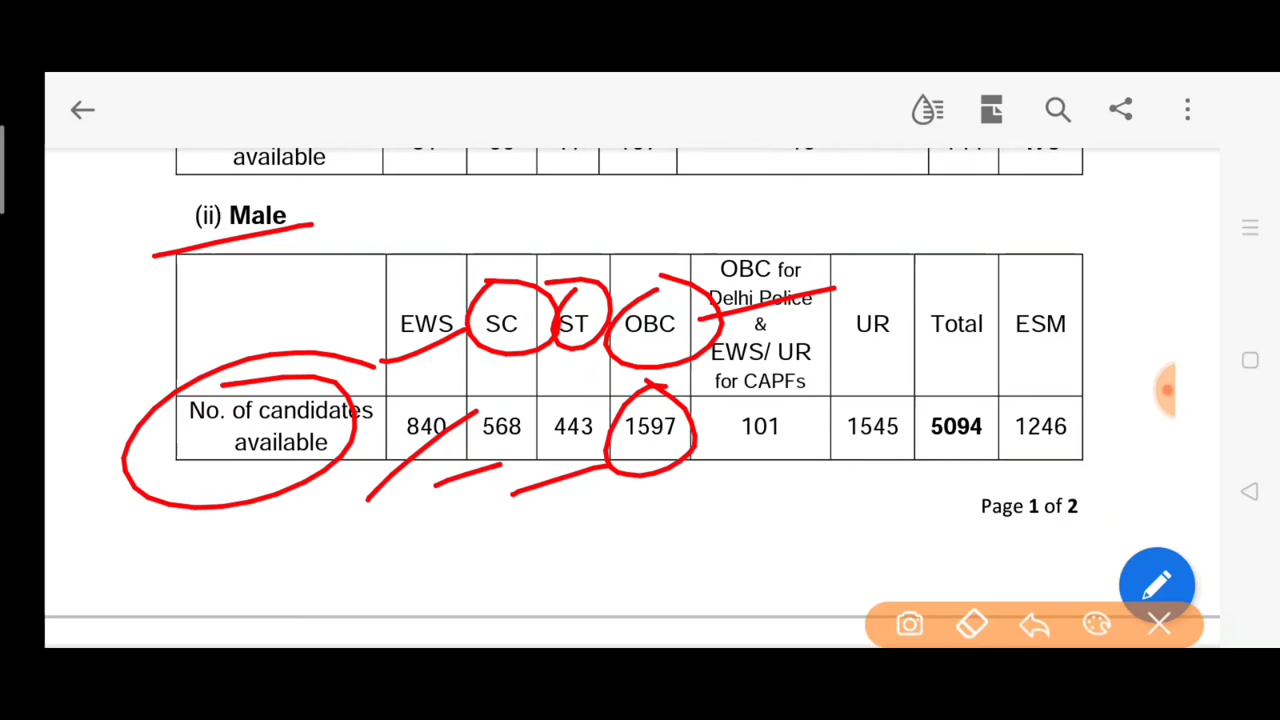 available
(ii) Male
EWS SC ST OBC OBC for Delhi Police & EWS/ UR for CAPFs UR Total ESM
No. of candidates available 840 568 443 1597 101 1545 5094 1246
Page 1 of 2